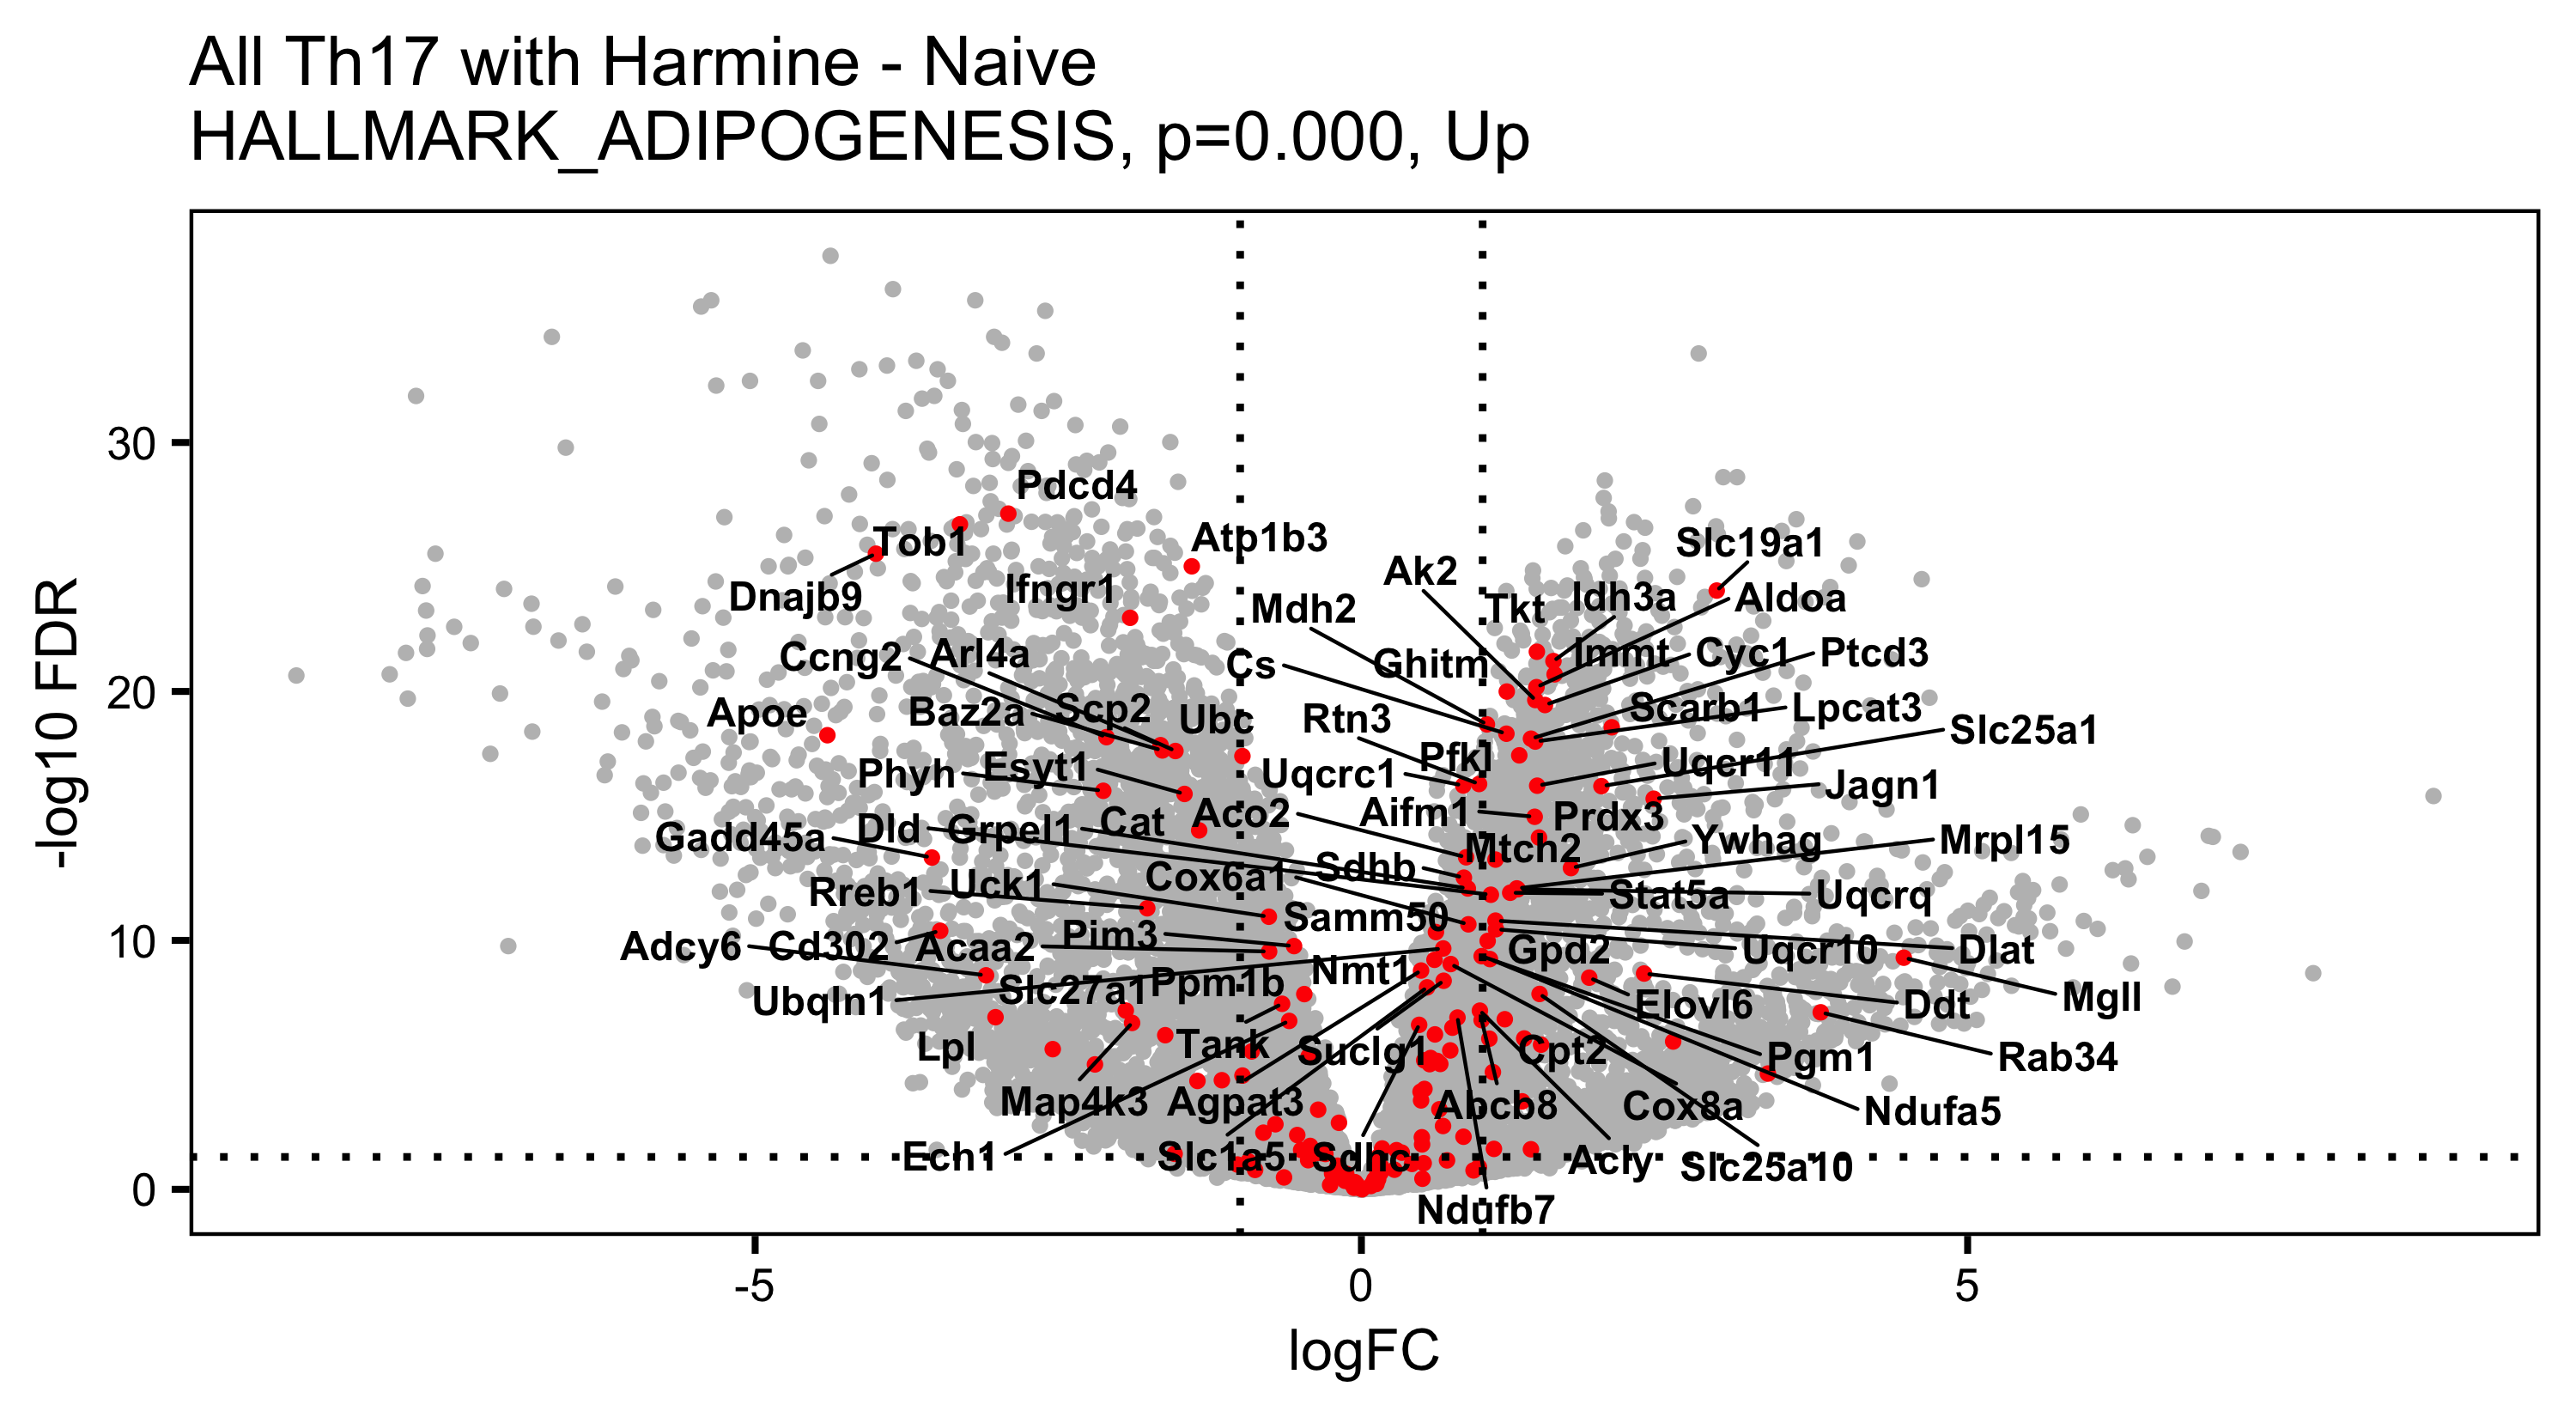 All Th17 with Harmine - Naive
HALLMARK_ADIPOGENESIS, p=0.000, Up
-log10 FDR
30
20
10
0
Pdcd4
Tob1
Atp1b3
Slc19a1
Ak2
Dnajb9
Ifngr1
Mdh2
Tkt
Idh3a
Aldoa
Ccng2
Arl4a
Cs
Ghitm
Immt
Cyc1
Ptcd3
Apoe
Baz2a
Scp2
Ubc
Rtn3
Scarb1
Lpcat3
Slc25a1
Phyh
Esyt1
Uqcrc1
Pfkl
Uqcr11
Jagn1
Gadd45a
Dld
Grpel1
Cat
Aco2
Aifm1
Prdx3
Mtch2
Ywhag
Mrpl15
Rreb1
Uck1
Cox6a1
Sdhb
Stat5a
Uqcrq
Adcy6
Cd302
Acaa2
Pim3
Samm50
Gpd2
Uqcr10
Dlat
Ubqln1
Slc27a1
Ppm1b
Nmt1
Elovl6
Ddt
Mgll
Lpl
Tank
Suclg1
Cpt2
Pgm1
Rab34
Map4k3
Agpat3
Abcb8
Cox8a
Ndufa5
Ech1
Slc1a5
Sdhc
Acly
Slc25a10
Ndufb7
-5
0
5
logFC